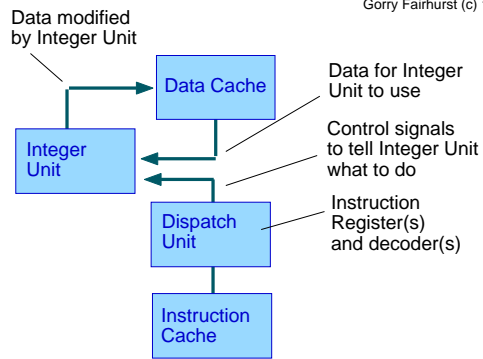 Gorry Fairhurst (c)
Data modified
by Integer Unit
Data Cache
Data for Integer
Unit to use
Control signals
to tell Integer Unit
what to do
Integer
Unit
Instruction
Register(s)
and decoder(s)
Dispatch
Unit
Instruction
Cache